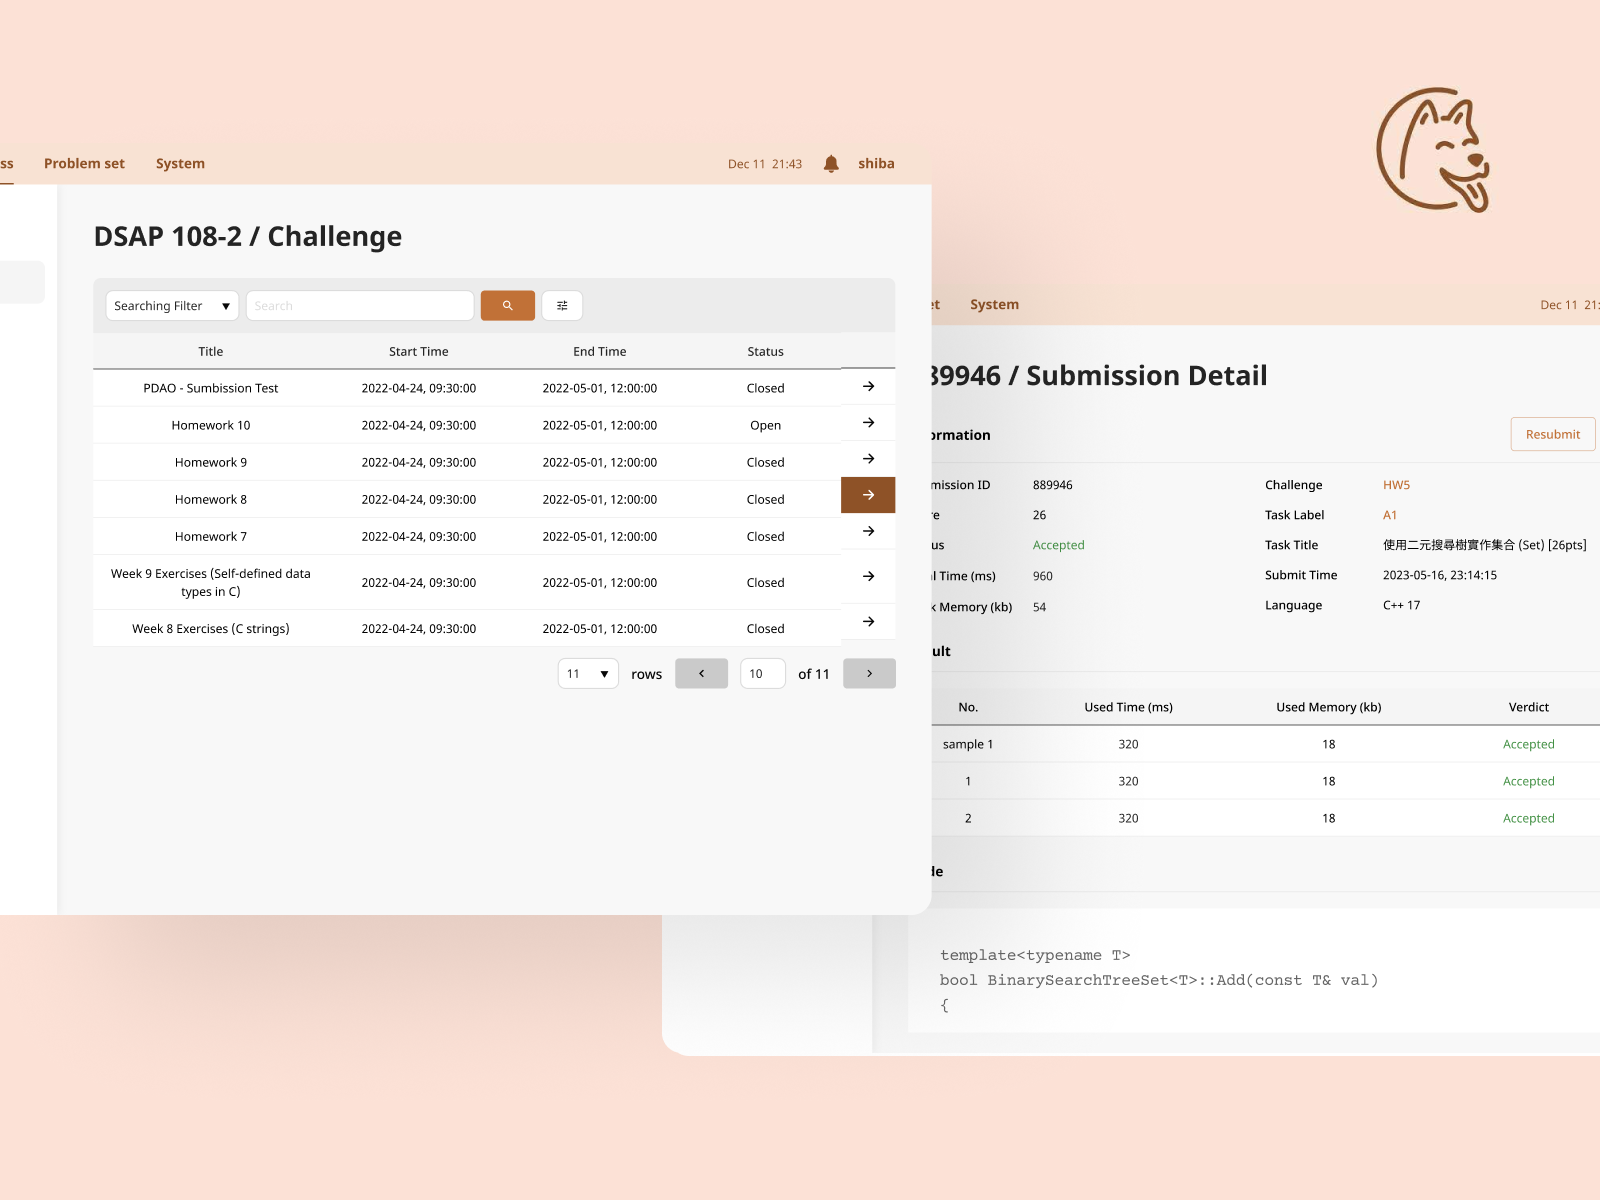 Problem set System Dec 11 21:43 shiba
DSAP 108-2 / Challenge
Searching Filter Search
Title Start Time End Time Status
PDAO - Sumbission Test 2022-04-24, 09:30:00 2022-05-01, 12:00:00 Closed
Homework 10 2022-04-24, 09:30:00 2022-05-01, 12:00:00 Open
Homework 9 2022-04-24, 09:30:00 2022-05-01, 12:00:00 Closed
Homework 8 2022-04-24, 09:30:00 2022-05-01, 12:00:00 Closed
Homework 7 2022-04-24, 09:30:00 2022-05-01, 12:00:00 Closed
Week 9 Exercises (Self-defined data
types in C) 2022-04-24, 09:30:00 2022-05-01, 12:00:00 Closed
Week 8 Exercises (C strings) 2022-04-24, 09:30:00 2022-05-01, 12:00:00 Closed
11 rows 10 of 11
System Dec 11 21:
89946 / Submission Detail
ormation Resubmit
mission ID 889946 Challenge HW5
re 26 Task Label A1
us Accepted Task Title 使用二元搜尋樹實作集合 (Set) [26pts]
l Time (ms) 960 Submit Time 2023-05-16, 23:14:15
k Memory (kb) 54 Language C++ 17
ult
No. Used Time (ms) Used Memory (kb) Verdict
sample 1 320 18 Accepted
1 320 18 Accepted
2 320 18 Accepted
de
template<typename T>
bool BinarySearchTreeSet<T>::Add(const T& val)
{